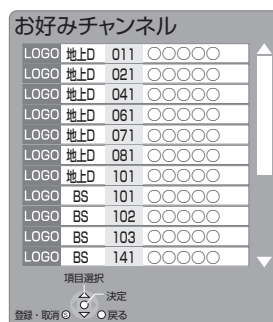 お好みチャンネル
LOGO 地上D 011 ○○○○○
LOGO 地上D 021 ○○○○○
LOGO 地上D 041 ○○○○○
LOGO 地上D 061 ○○○○○
LOGO 地上D 071 ○○○○○
LOGO 地上D 081 ○○○○○
LOGO 地上D 101 ○○○○○
LOGO BS 101 ○○○○○
LOGO BS 102 ○○○○○
LOGO BS 103 ○○○○○
LOGO BS 141 ○○○○○
項目選択
決定
登録・取消 S 戻る